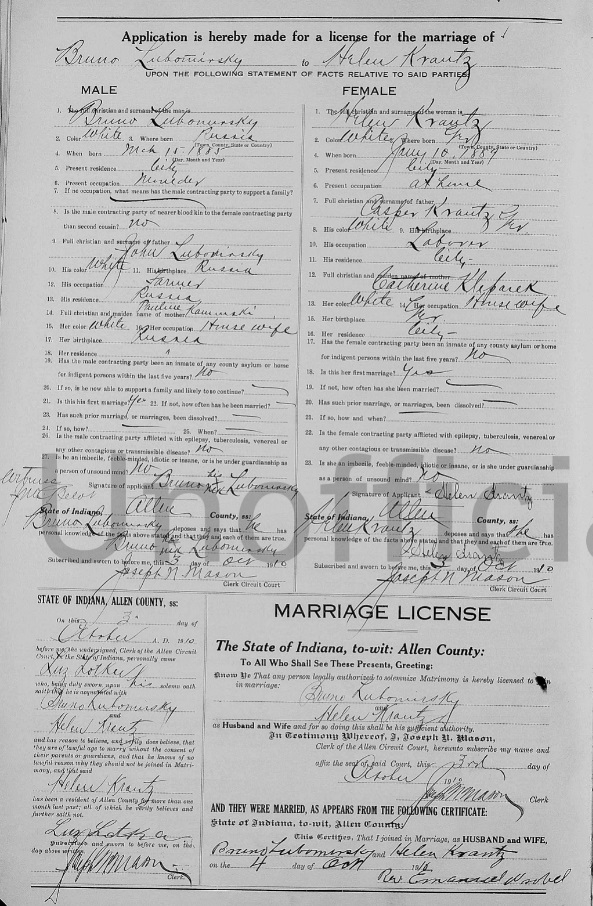 Application is hereby made for a license for the marriage of
Bruno Lubomirsky to Helen Krantz
UPON THE FOLLOWING STATEMENT OF FACTS RELATIVE TO SAID PARTIES
MALE
1. The full christian and surname of the man is
Bruno Lubomirsky
2. Color White 3. Where born Russia
(Town, County, State or Country)
4. When born Mch 15 - 1885
(Day, Month and Year)
5. Present residence City
6. Present occupation
7. If no occupation, what means has the male contracting party to support a family?
8. Is the male contracting party of nearer blood kin to the female contracting party
than second cousin? No
9. Full christian and surname of father
John Lubomirsky
10. His color White 11. His birthplace Russia
12. His occupation Farmer
13. His residence Russia
14. Full christian and maiden name of mother Pauline Kaminski
15. Her color White 16. Her occupation House wife
17. Her birthplace Russia
18. Her residence "
19. Has the male contracting party been an inmate of any county asylum or home
for indigent persons within the last five years? No
20. If so, is he now able to support a family and likely to so continue?
21. Is this his first marriage? Yes 22. If not, how often has he been married?
23. Has such prior marriage, or marriages, been dissolved?
24. If so, how? 25. When?
26. Is the male contracting party afflicted with epilepsy, tuberculosis, venereal or
any other contagious or transmissible disease? No
27. Is he an imbecile, feeble minded, idiotic or insane, or is he under guardianship
as a person of unsound mind? No
Signature of applicant Bruno his Lubomirsky
Witness
State of Indiana, Allen County, ss:
Bruno Lubomirsky deposes and says that he has
personal knowledge of the facts above stated and that they and each of them are true.
Bruno his Lubomirsky
Subscribed and sworn to before me, this 3 day of Oct 1910
Joseph N. Mason
Clerk Circuit Court
FEMALE
1. The full christian and surname of the woman is
Helen Krantz
2. Color White 3. Where born
(Town, County, State or Country)
4. When born 10, 1889
(Day, Month and Year)
5. Present residence City
6. Present occupation at home
7. Full christian and surname of father
Casper Krantz
8. His color White 9. His birthplace
10. His occupation Laborer
11. His residence City
12. Full christian and maiden name of mother
Catherine
13. Her color White 14. Her occupation House wife
15. Her birthplace
16. Her residence City
17. Has the female contracting party been an inmate of any county asylum or home
for indigent persons within the last five years? No
18. Is this her first marriage? Yes
19. If not, how often has she been married?
20. Has such prior marriage, or marriages, been dissolved?
21. If so, how and when?
22. Is the female contracting party afflicted with epilepsy, tuberculosis, venereal or
any other contagious or transmissible disease? No
23. Is she an imbecile, feeble minded, idiotic or insane, or is she under guardianship
as a person of unsound mind? No
Signature of Applicant Helen Krantz
State of Indiana, Allen County, ss:
Helen Krantz deposes and says that she has
personal knowledge of the facts above stated and that they and each of them are true.
Helen Krantz
Subscribed and sworn to before me, this 3 day of Oct 1910
Joseph N Mason
Clerk Circuit Court
Unofficia
STATE OF INDIANA, ALLEN COUNTY, ss:
On this 3 day of
October A. D. 1910
before me, the undersigned, Clerk of the Allen Circuit
Court, in the State of Indiana, personally came
who, being duly sworn upon his solemn oath
saith that he is acquainted with
Bruno Lubomirsky
and
Helen Krantz
and has reason to believe, and verily does believe, that
they are of lawful age to marry without the consent of
their parents or guardians, and that he knows of no
lawful reason why they should not be joined in Matri-
mony, and that said
Helen Krantz
has been a resident of Allen County for more than one
month last past; all of which he verily believes and
further saith not.
Subscribed and sworn to before me, on the
day above written.
Joseph N Mason
Clerk.
MARRIAGE LICENSE
The State of Indiana, to-wit: Allen County:
To All Who Shall See These Presents, Greeting:
Know Ye That any person legally authorized to solemnize Matrimony is hereby licensed to join
in marriage:
Bruno Lubomirsky
and
Helen Krantz
as Husband and Wife and for so doing this shall be his sufficient authority.
In Testimony Whereof, I, Joseph N. Mason,
Clerk of the Allen Circuit Court, hereunto subscribe my name and
affix the seal of said Court, this 3rd day of
October 1910
Joseph N Mason Clerk
AND THEY WERE MARRIED, AS APPEARS FROM THE FOLLOWING CERTIFICATE:
State of Indiana, to-wit, Allen County:
This Certifies, That I joined in Marriage, as HUSBAND and WIFE,
Bruno Lubomirsky and Helen Krantz
on the 4 day of Oct 1910
Rev Emanuel